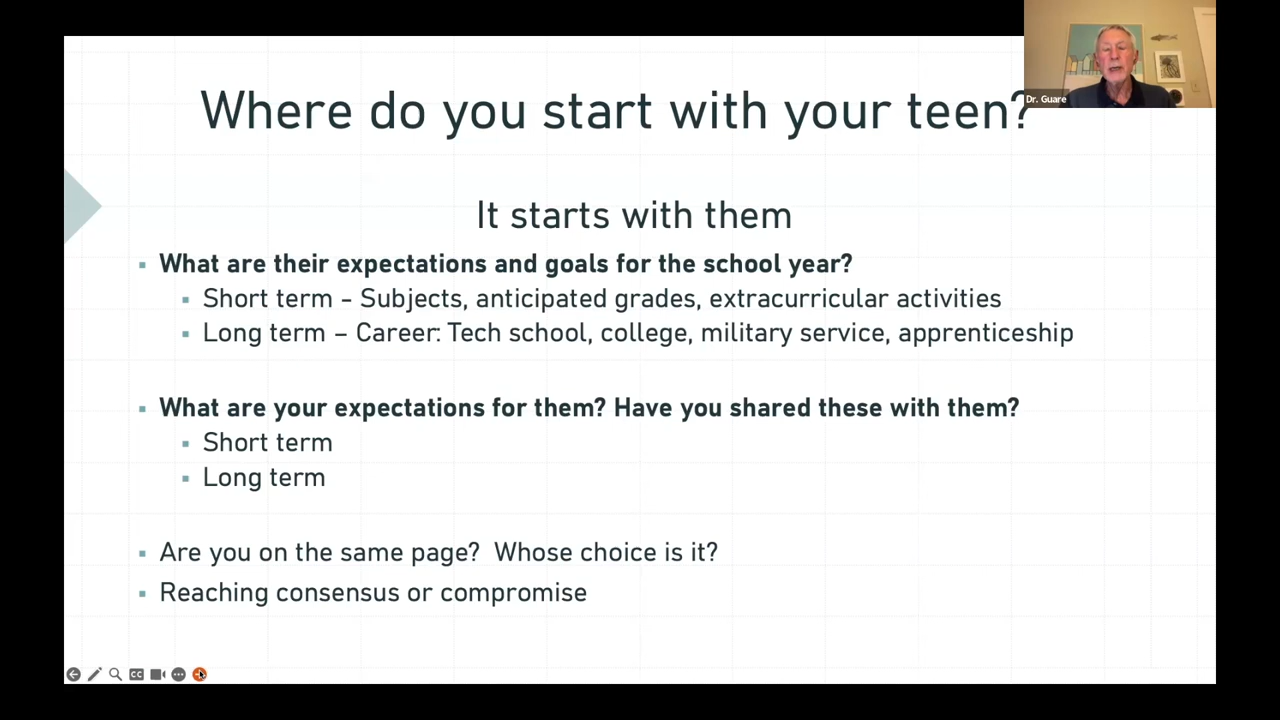 Where do you start with your teen?
Dr. Guare
It starts with them
▪ What are their expectations and goals for the school year?
▪ Short term – Subjects, anticipated grades, extracurricular activities
▪ Long term – Career: Tech school, college, military service, apprenticeship
▪ What are your expectations for them? Have you shared these with them?
▪ Short term
▪ Long term
▪ Are you on the same page? Whose choice is it?
▪ Reaching consensus or compromise
CC